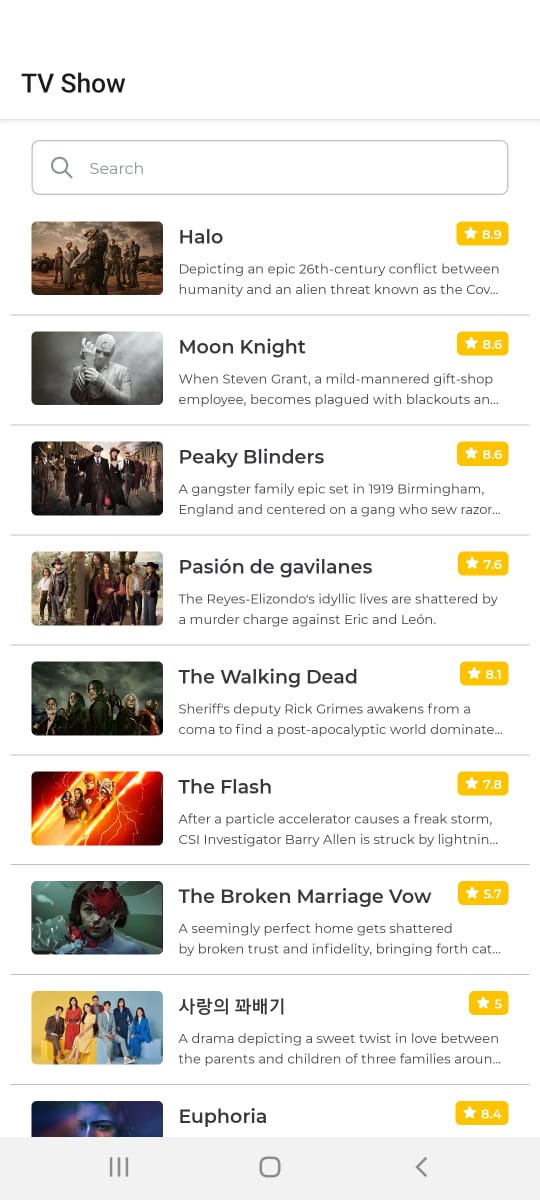 TV Show
Search
Halo
8.9
Depicting an epic 26th-century conflict between
humanity and an alien threat known as the Cov...
Moon Knight
8.6
When Steven Grant, a mild-mannered gift-shop
employee, becomes plagued with blackouts an...
Peaky Blinders
8.6
A gangster family epic set in 1919 Birmingham,
England and centered on a gang who sew razor...
Pasión de gavilanes
7.6
The Reyes-Elizondo's idyllic lives are shattered by
a murder charge against Eric and León.
The Walking Dead
8.1
Sheriff's deputy Rick Grimes awakens from a
coma to find a post-apocalyptic world dominate...
The Flash
7.8
After a particle accelerator causes a freak storm,
CSI Investigator Barry Allen is struck by lightnin...
The Broken Marriage Vow
5.7
A seemingly perfect home gets shattered
by broken trust and infidelity, bringing forth cat...
사랑의 꽈배기
5
A drama depicting a sweet twist in love between
the parents and children of three families aroun...
Euphoria
8.4